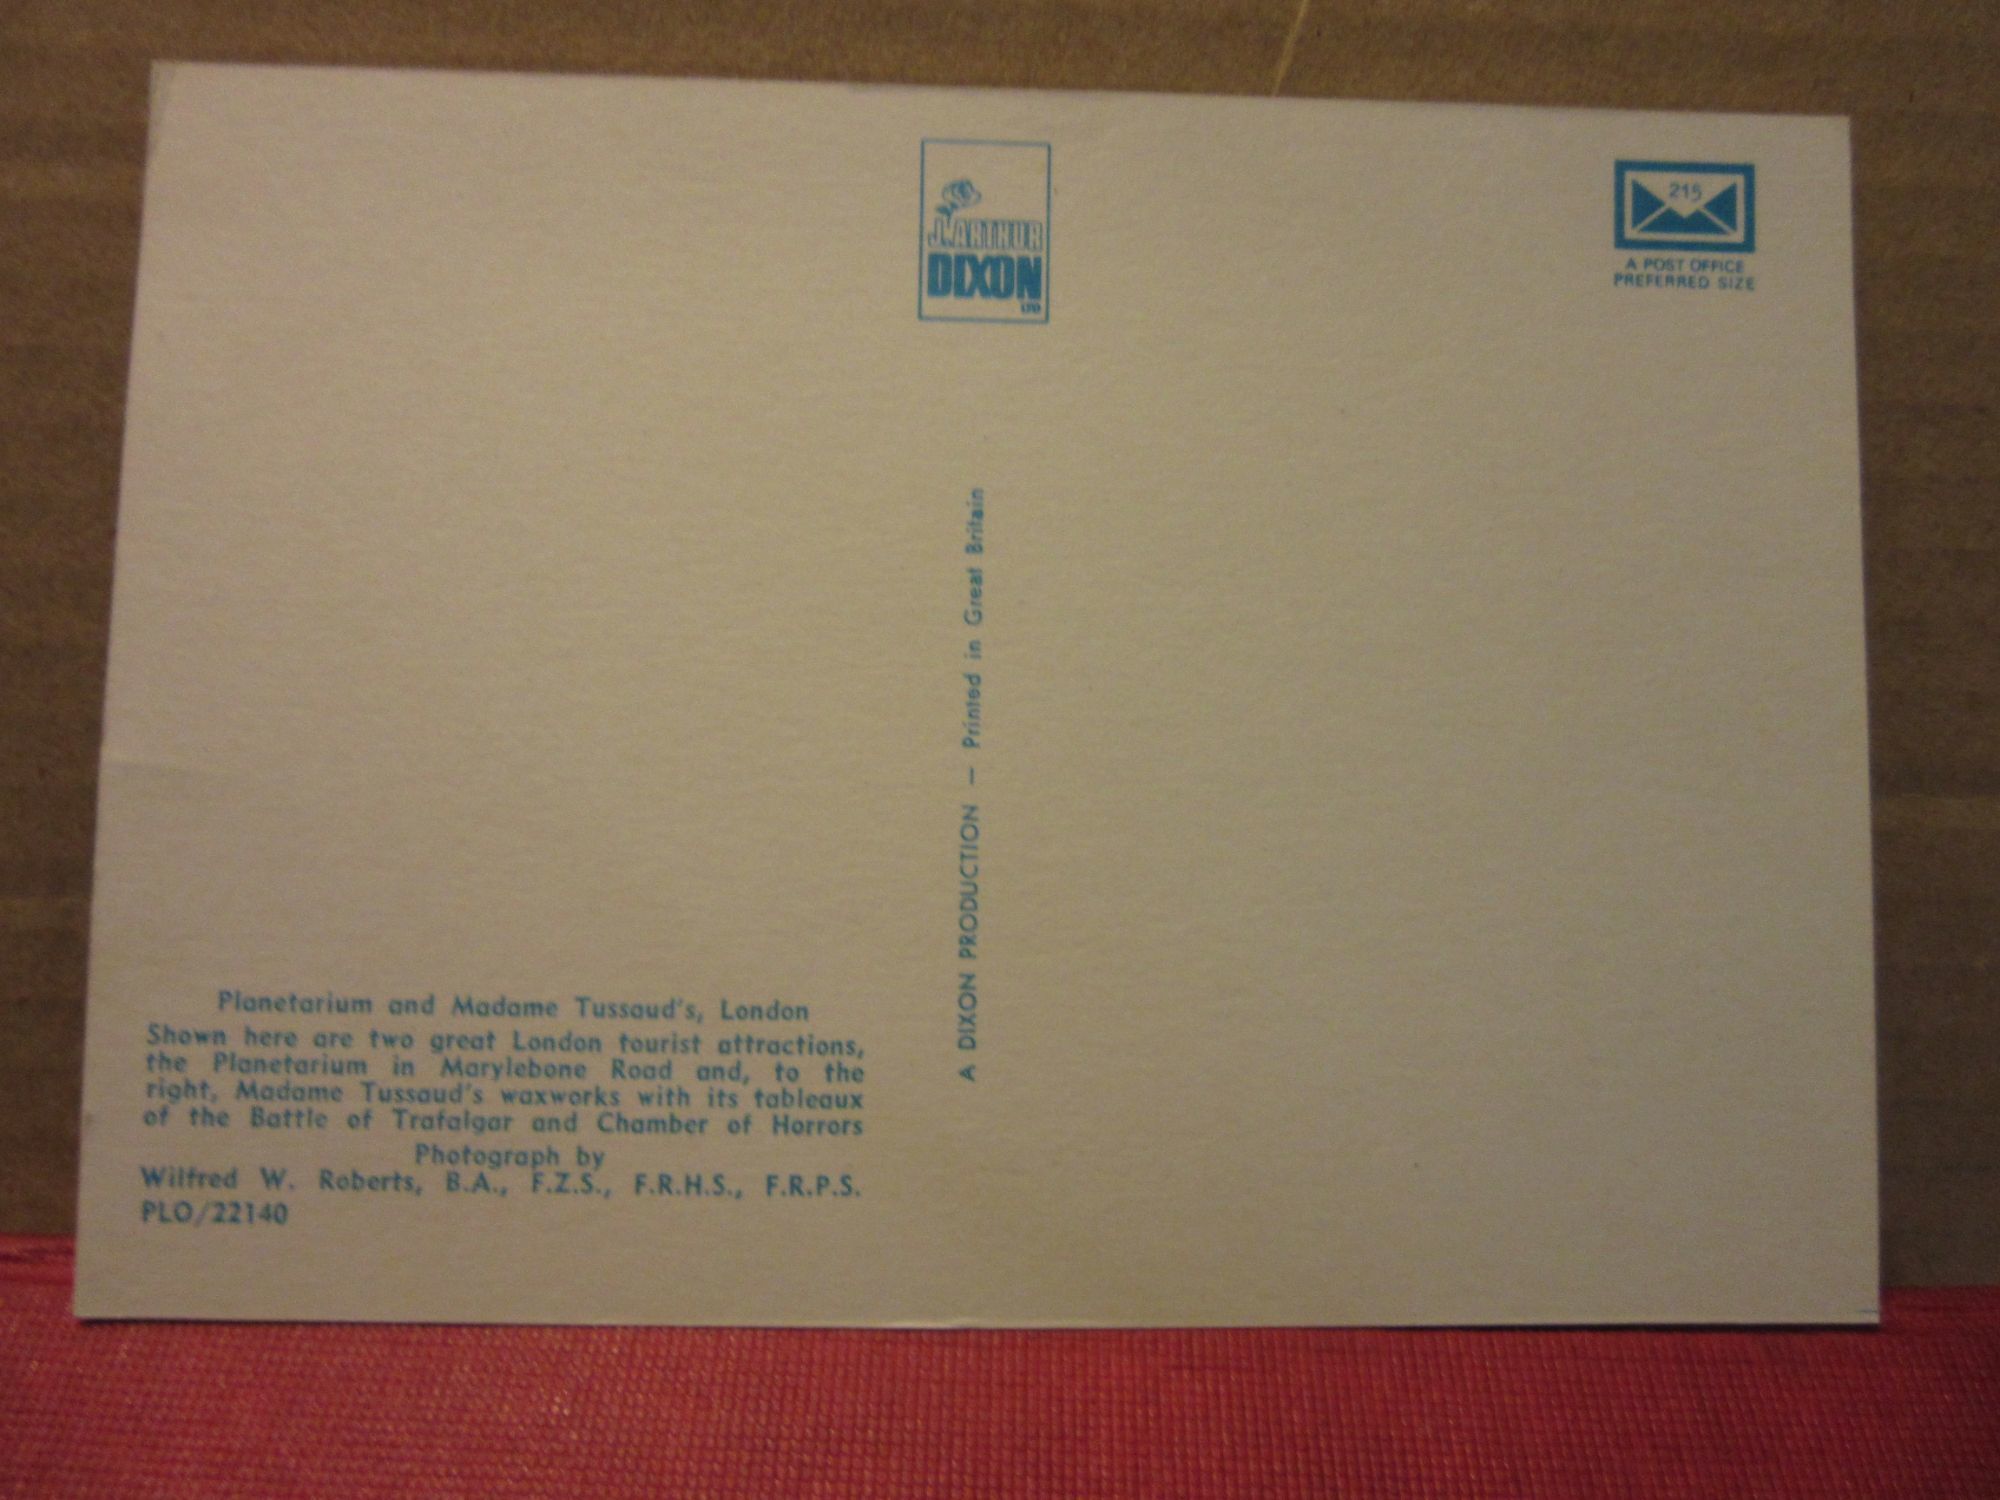 J. ARTHUR
DIXON
LTD
215
A POST OFFICE
PREFERRED SIZE
A DIXON PRODUCTION — Printed in Great Britain
Planetarium and Madame Tussaud's, London
Shown here are two great London tourist attractions,
the Planetarium in Marylebone Road and, to the
right, Madame Tussaud's waxworks with its tableaux
of the Battle of Trafalgar and Chamber of Horrors
Photograph by
Wilfred W. Roberts, B.A., F.Z.S., F.R.H.S., F.R.P.S.
PLO/22140